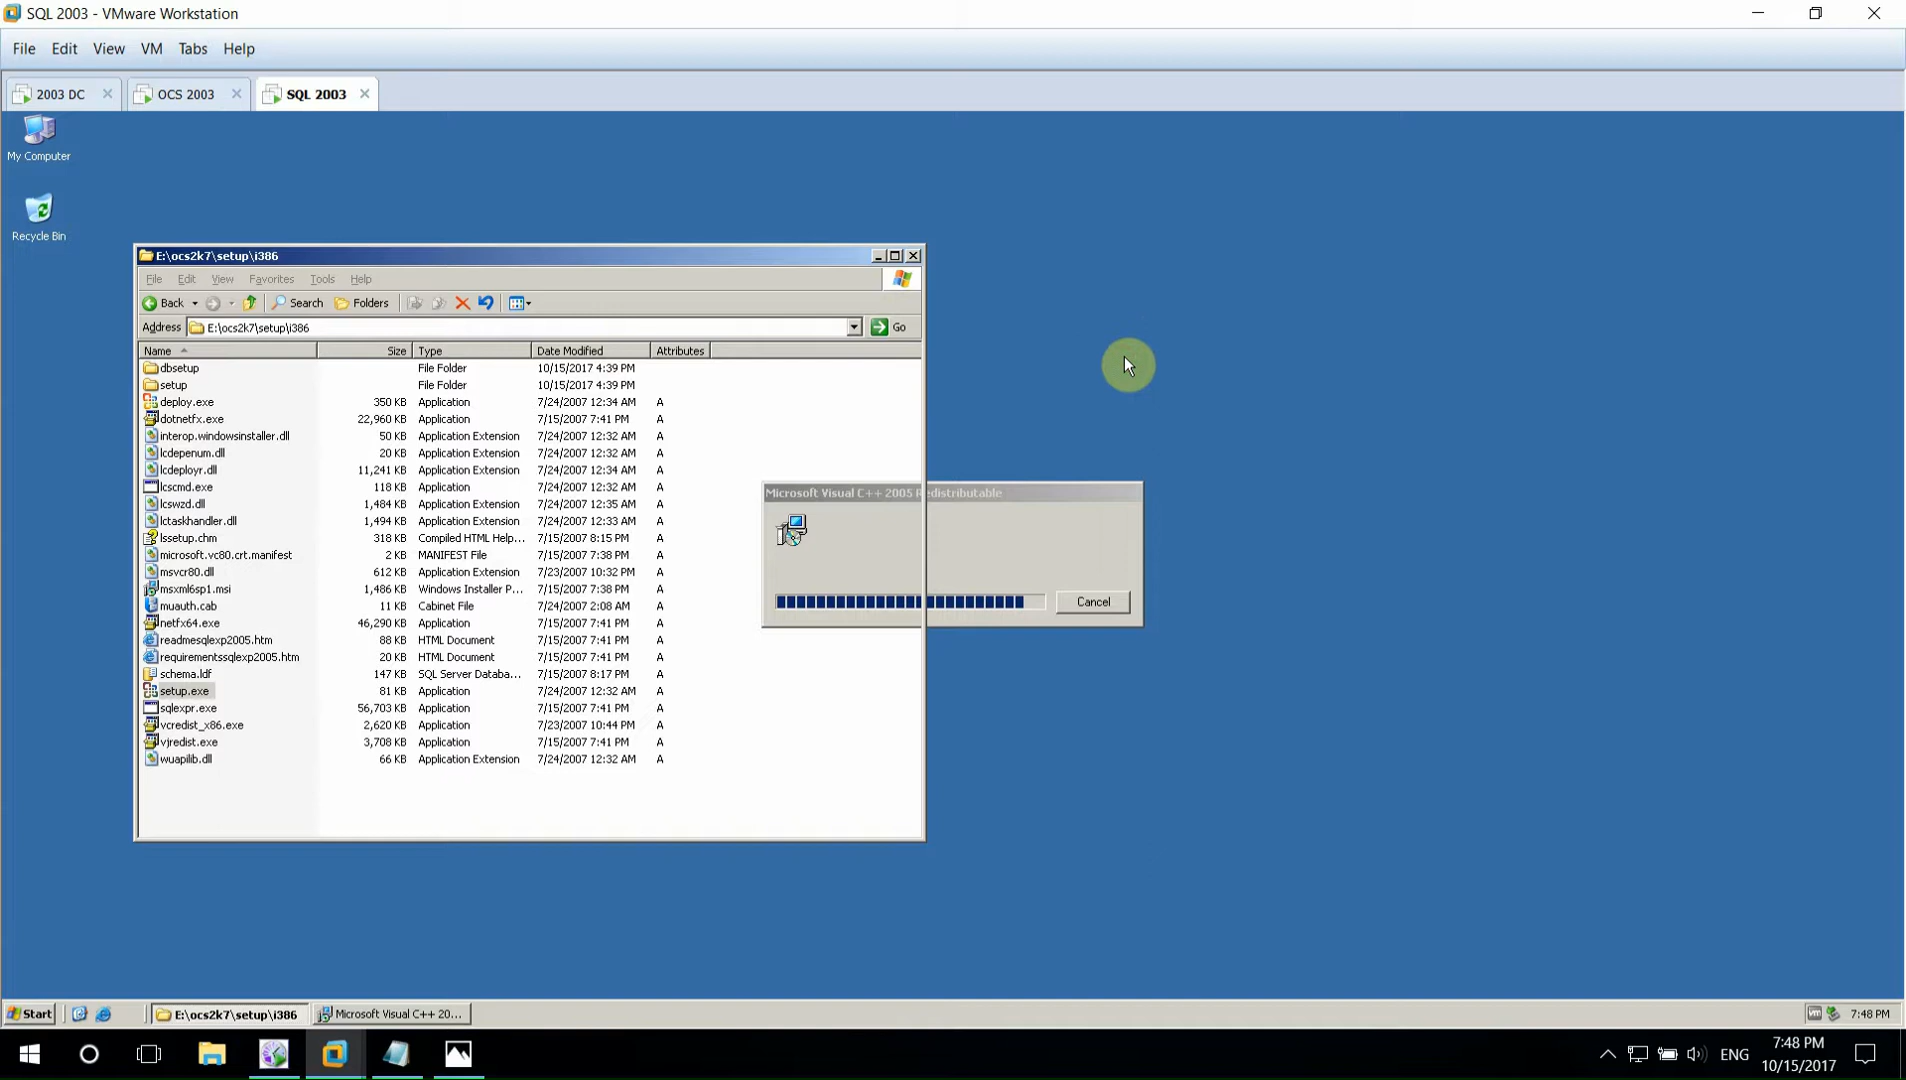 SQL 2003 - VMware Workstation
File Edit View VM Tabs Help
2003 DC OCS 2003 SQL 2003
My Computer
Recycle Bin
E:\ocs2k7\setup\i386
File Edit View Favorites Tools Help
Back Search Folders
Address E:\ocs2k7\setup\i386 Go
Name Size Type Date Modified Attributes
dbsetup File Folder 10/15/2017 4:39 PM
setup File Folder 10/15/2017 4:39 PM
deploy.exe 350 KB Application 7/24/2007 12:34 AM A
dotnetfx.exe 22,960 KB Application 7/15/2007 7:41 PM A
interop.windowsinstaller.dll 50 KB Application Extension 7/24/2007 12:32 AM A
lcdepenum.dll 20 KB Application Extension 7/24/2007 12:32 AM A
lcdeployr.dll 11,241 KB Application Extension 7/24/2007 12:34 AM A
lcscmd.exe 118 KB Application 7/24/2007 12:32 AM A
lcswzd.dll 1,484 KB Application Extension 7/24/2007 12:35 AM A
lctaskhandler.dll 1,494 KB Application Extension 7/24/2007 12:33 AM A
lssetup.chm 318 KB Compiled HTML Help... 7/15/2007 8:15 PM A
microsoft.vc80.crt.manifest 2 KB MANIFEST File 7/15/2007 7:38 PM A
msvcr80.dll 612 KB Application Extension 7/23/2007 10:32 PM A
msxml6sp1.msi 1,486 KB Windows Installer P... 7/15/2007 7:38 PM A
muauth.cab 11 KB Cabinet File 7/24/2007 2:08 AM A
netfx64.exe 46,290 KB Application 7/15/2007 7:41 PM A
readmesqlexp2005.htm 88 KB HTML Document 7/15/2007 7:41 PM A
requirementssqlexp2005.htm 20 KB HTML Document 7/15/2007 7:41 PM A
schema.ldf 147 KB SQL Server Databa... 7/15/2007 8:17 PM A
setup.exe 81 KB Application 7/24/2007 12:32 AM A
sqlexpr.exe 56,703 KB Application 7/15/2007 7:41 PM A
vcredist_x86.exe 2,620 KB Application 7/23/2007 10:44 PM A
vjredist.exe 3,708 KB Application 7/15/2007 7:41 PM A
wuapilib.dll 66 KB Application Extension 7/24/2007 12:32 AM A
Microsoft Visual C++ 2005 Redistributable
Cancel
Start E:\ocs2k7\setup\i386 Microsoft Visual C++ 20... vm 7:48 PM
ENG 7:48 PM
10/15/2017